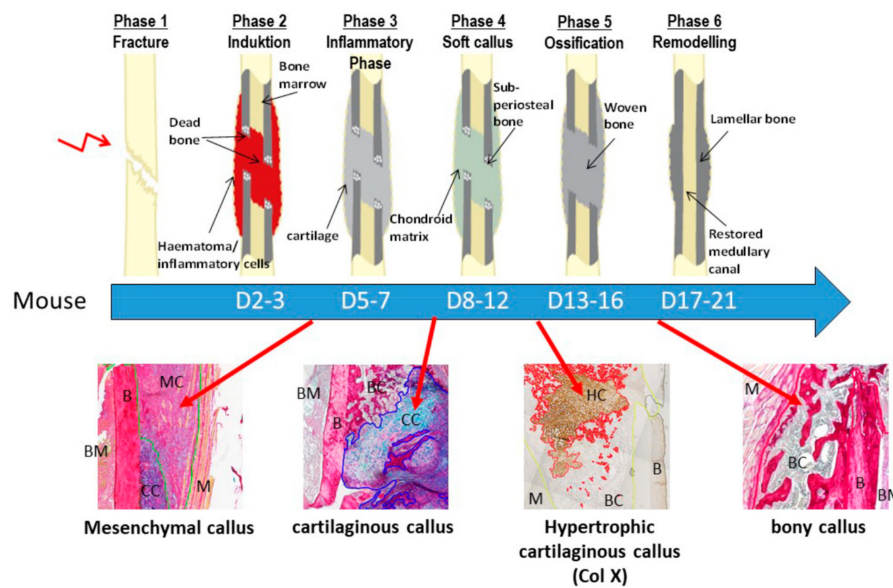 Phase 1
Fracture
Phase 2
Induktion
Phase 3
Inflammatory
Phase
Phase 4
Soft callus
Phase 5
Ossification
Phase 6
Remodelling
Bone
marrow
Dead
bone
Haematoma/
inflammatory cells
cartilage
Sub-
periosteal
bone
Chondroid
matrix
Woven
bone
Lamellar bone
Restored
medullary
canal
Mouse
D2-3
D5-7
D8-12
D13-16
D17-21
MC
B
BM
CC
M
Mesenchymal callus
BM
BC
CC
B
cartilaginous callus
HC
B
M
BC
Hypertrophic
cartilaginous callus
(Col X)
M
BC
B
BM
bony callus